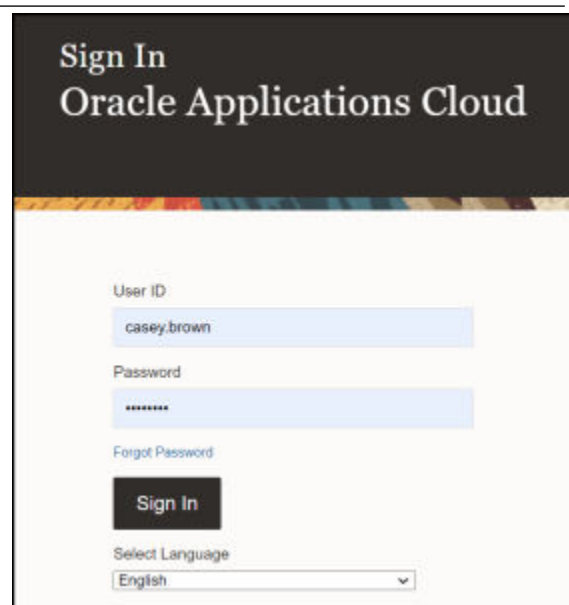 Sign In
Oracle Applications Cloud
User ID
casey.brown
Password
••••••••
Forgot Password
Sign In
Select Language
English